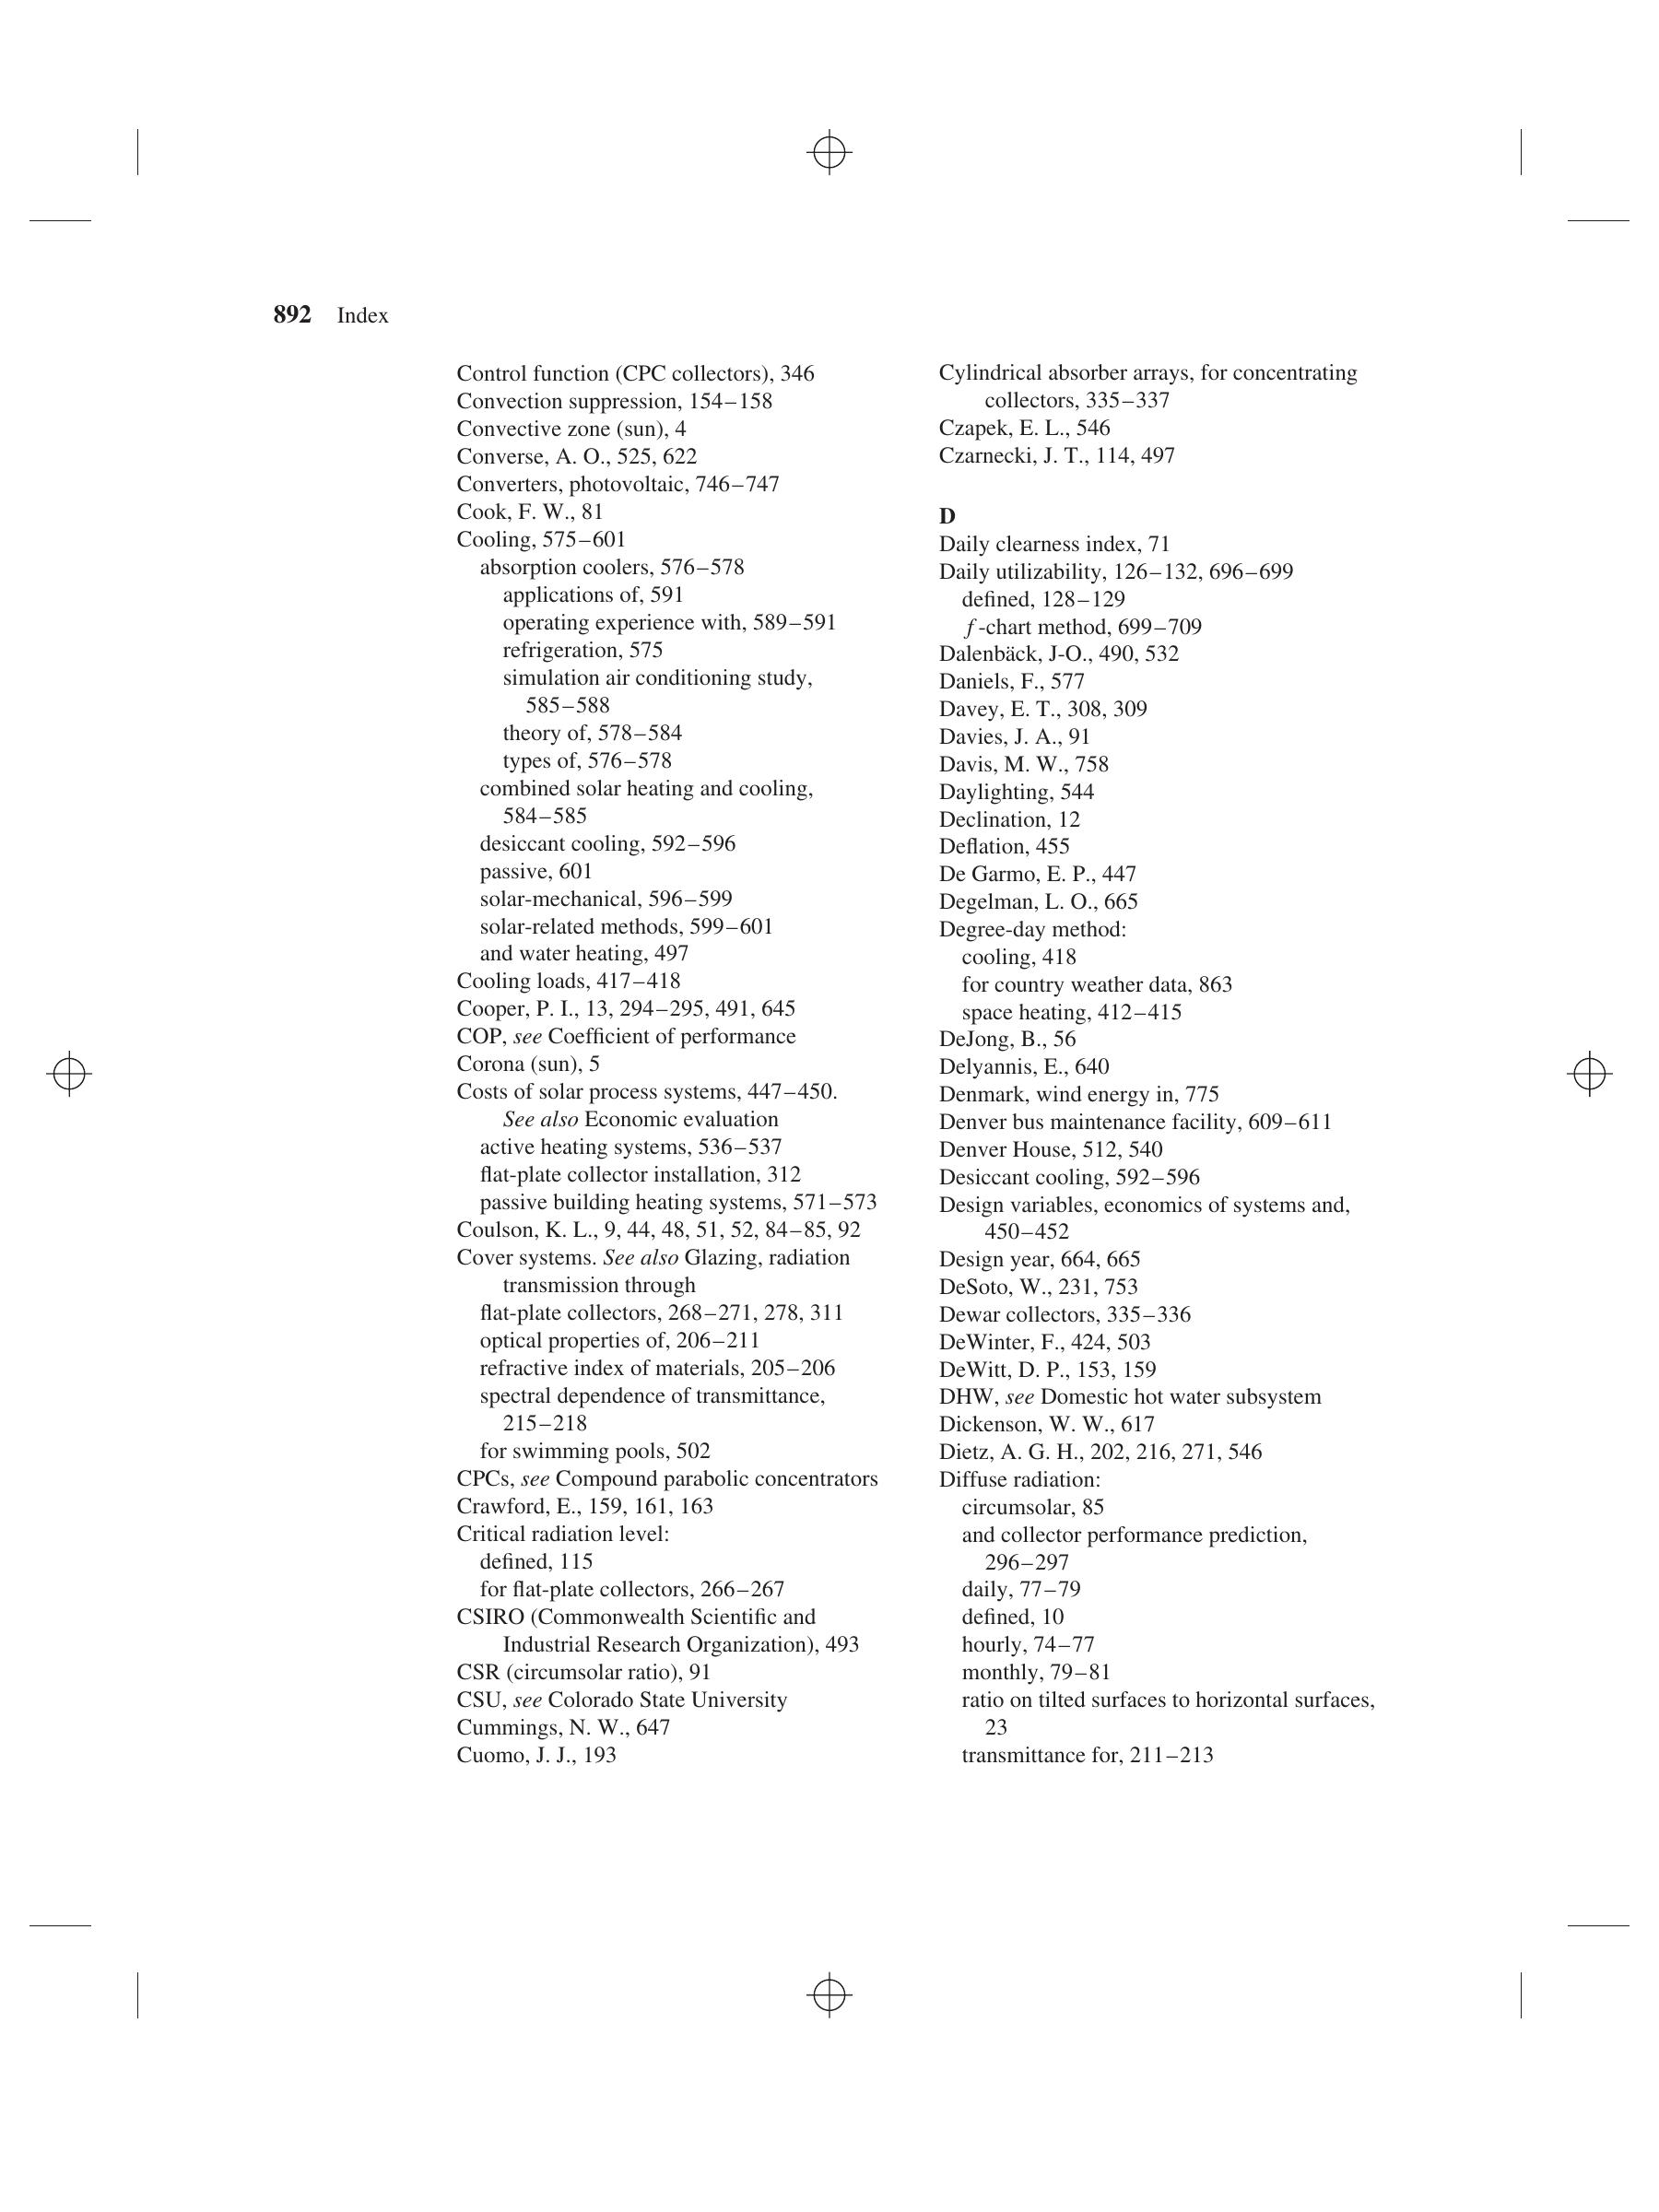 892 Index
Control function (CPC collectors), 346
Convection suppression, 154–158
Convective zone (sun), 4
Converse, A. O., 525, 622
Converters, photovoltaic, 746–747
Cook, F. W., 81
Cooling, 575–601
absorption coolers, 576–578
applications of, 591
operating experience with, 589–591
refrigeration, 575
simulation air conditioning study,
585–588
theory of, 578–584
types of, 576–578
combined solar heating and cooling,
584–585
desiccant cooling, 592–596
passive, 601
solar-mechanical, 596–599
solar-related methods, 599–601
and water heating, 497
Cooling loads, 417–418
Cooper, P. I., 13, 294–295, 491, 645
COP, see Coefficient of performance
Corona (sun), 5
Costs of solar process systems, 447–450.
See also Economic evaluation
active heating systems, 536–537
flat-plate collector installation, 312
passive building heating systems, 571–573
Coulson, K. L., 9, 44, 48, 51, 52, 84–85, 92
Cover systems. See also Glazing, radiation
transmission through
flat-plate collectors, 268–271, 278, 311
optical properties of, 206–211
refractive index of materials, 205–206
spectral dependence of transmittance,
215–218
for swimming pools, 502
CPCs, see Compound parabolic concentrators
Crawford, E., 159, 161, 163
Critical radiation level:
defined, 115
for flat-plate collectors, 266–267
CSIRO (Commonwealth Scientific and
Industrial Research Organization), 493
CSR (circumsolar ratio), 91
CSU, see Colorado State University
Cummings, N. W., 647
Cuomo, J. J., 193
Cylindrical absorber arrays, for concentrating
collectors, 335–337
Czapek, E. L., 546
Czarnecki, J. T., 114, 497
D
Daily clearness index, 71
Daily utilizability, 126–132, 696–699
defined, 128–129
f-chart method, 699–709
Dalenbäck, J-O., 490, 532
Daniels, F., 577
Davey, E. T., 308, 309
Davies, J. A., 91
Davis, M. W., 758
Daylighting, 544
Declination, 12
Deflation, 455
De Garmo, E. P., 447
Degelman, L. O., 665
Degree-day method:
cooling, 418
for country weather data, 863
space heating, 412–415
DeJong, B., 56
Delyannis, E., 640
Denmark, wind energy in, 775
Denver bus maintenance facility, 609–611
Denver House, 512, 540
Desiccant cooling, 592–596
Design variables, economics of systems and,
450–452
Design year, 664, 665
DeSoto, W., 231, 753
Dewar collectors, 335–336
DeWinter, F., 424, 503
DeWitt, D. P., 153, 159
DHW, see Domestic hot water subsystem
Dickenson, W. W., 617
Dietz, A. G. H., 202, 216, 271, 546
Diffuse radiation:
circumsolar, 85
and collector performance prediction,
296–297
daily, 77–79
defined, 10
hourly, 74–77
monthly, 79–81
ratio on tilted surfaces to horizontal surfaces,
23
transmittance for, 211–213